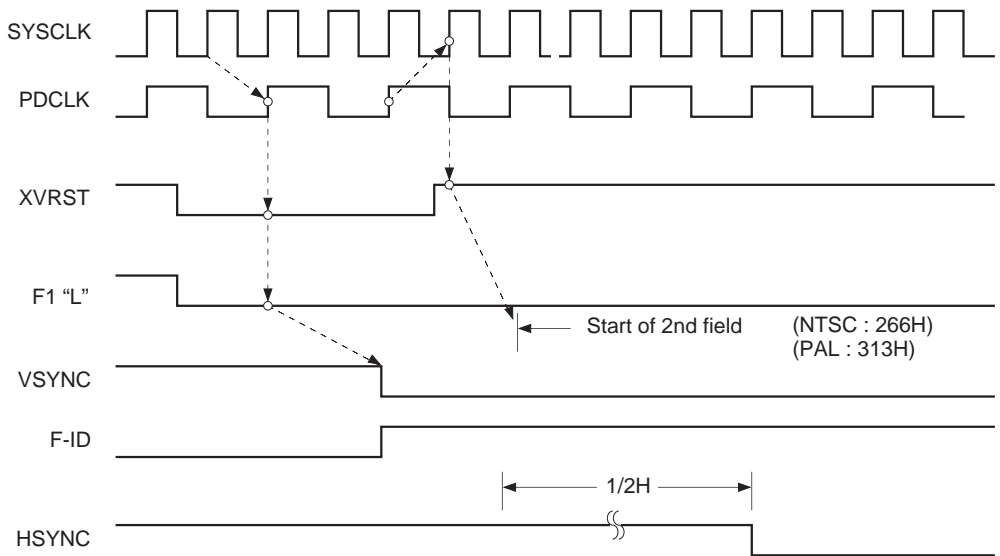 SYSCLK
PDCLK
XVRST
F1 “L”
Start of 2nd field (NTSC : 266H)
(PAL : 313H)
VSYNC
F-ID
1/2H
HSYNC